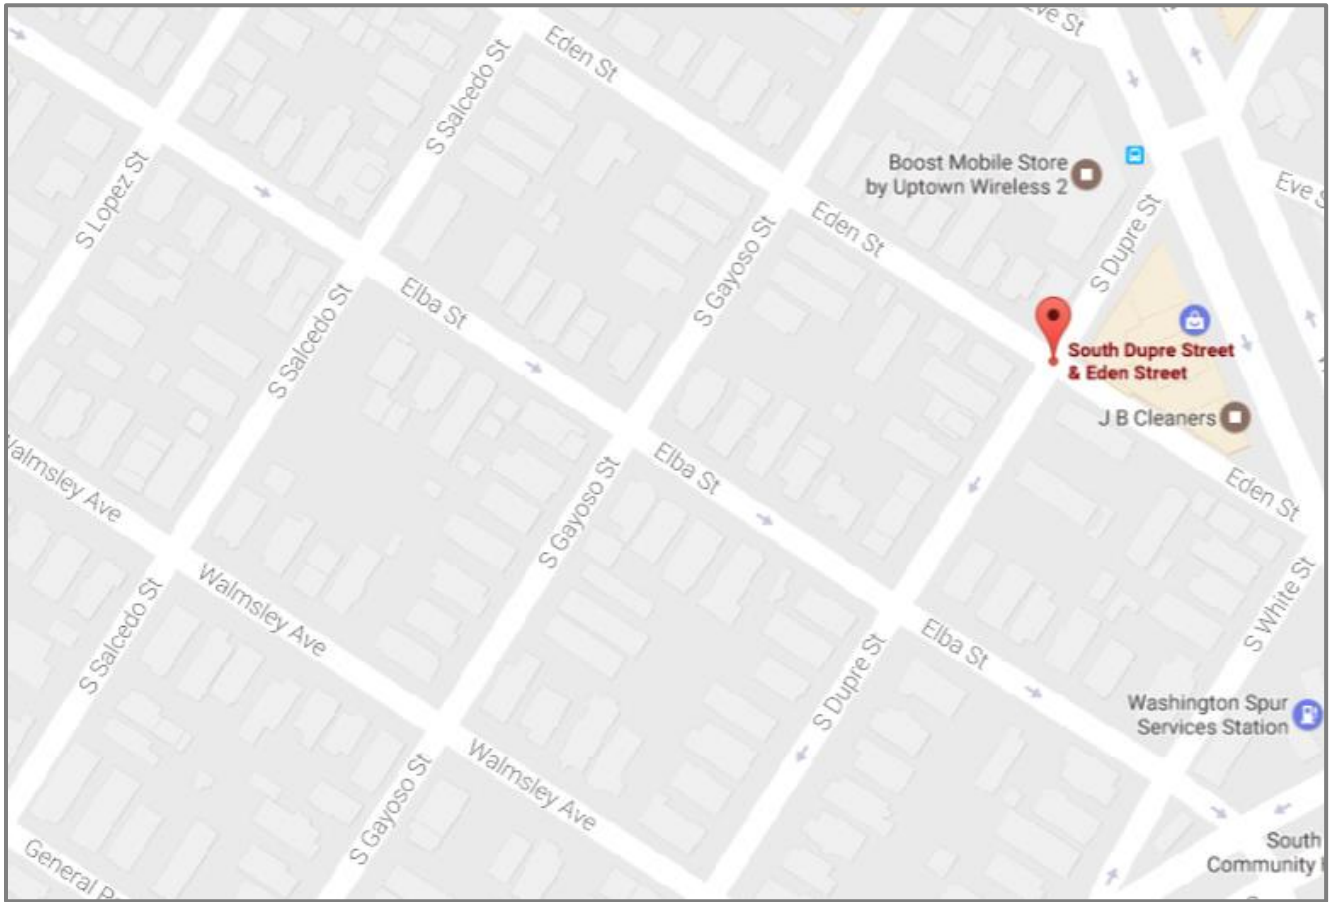 Eve St
Eden St
S Salcedo St
Boost Mobile Store
by Uptown Wireless 2
S Lopez St
Eve S
Eden St
S Dupre St
S Gayoso St
Elba St
S Salcedo St
South Dupre Street
& Eden Street
J B Cleaners
Walmsley Ave
Elba St
Eden St
S Gayoso St
Walmsley Ave
S White St
S Salcedo St
Elba St
S Dupre St
Washington Spur
Services Station
Walmsley Ave
S Gayoso St
South
Community
General